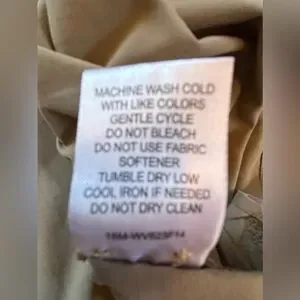 MACHINE WASH COLD
WITH LIKE COLORS
GENTLE CYCLE
DO NOT BLEACH
DO NOT USE FABRIC
SOFTENER
TUMBLE DRY LOW
COOL IRON IF NEEDED
DO NOT DRY CLEAN